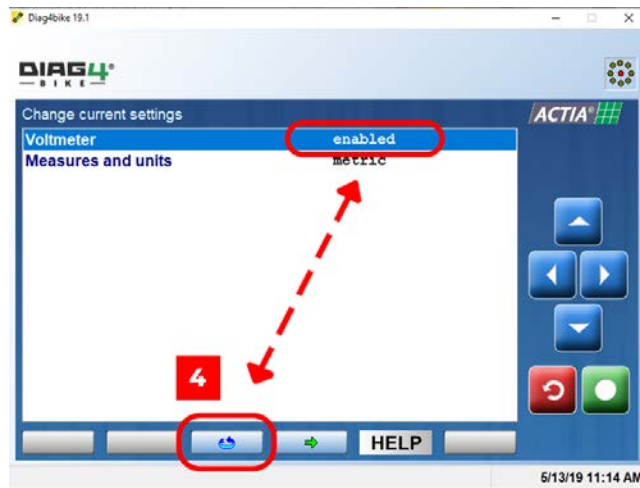 Diag4bike 19.1
DIAG4®
BIKE
Change current settings
ACTIA®
Voltmeter enabled
Measures and units metric
4
HELP
5/13/19 11:14 AM